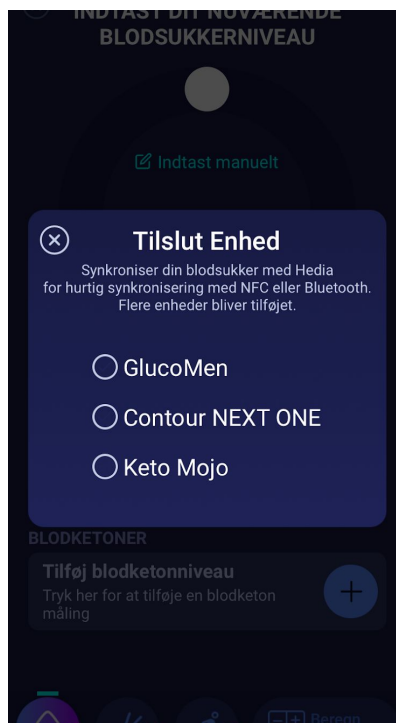 INDTAST DIT NUVÆRENDE
BLODSUKKERNIVEAU
Indtast manuelt
Tilslut Enhed
Synkroniser din blodsukker med Hedia
for hurtig synkronisering med NFC eller Bluetooth.
Flere enheder bliver tilføjet.
GlucoMen
Contour NEXT ONE
Keto Mojo
BLODKETONER
Tilføj blodketonniveau
Tryk her for at tilføje en blodketon
måling
Beregn